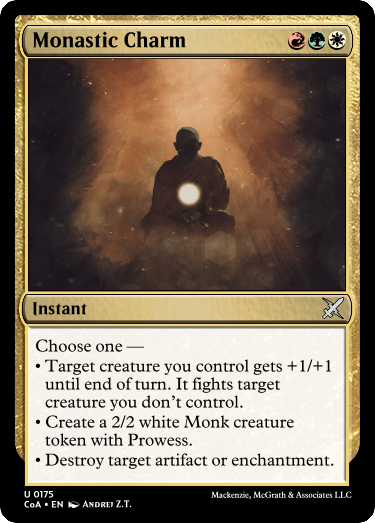 Monastic Charm
Instant
Choose one —
• Target creature you control gets +1/+1
until end of turn. It fights target
creature you don't control.
• Create a 2/2 white Monk creature
token with Prowess.
• Destroy target artifact or enchantment.
U 0175
CoA • EN Andrej Z.T.
Mackenzie, McGrath & Associates LLC